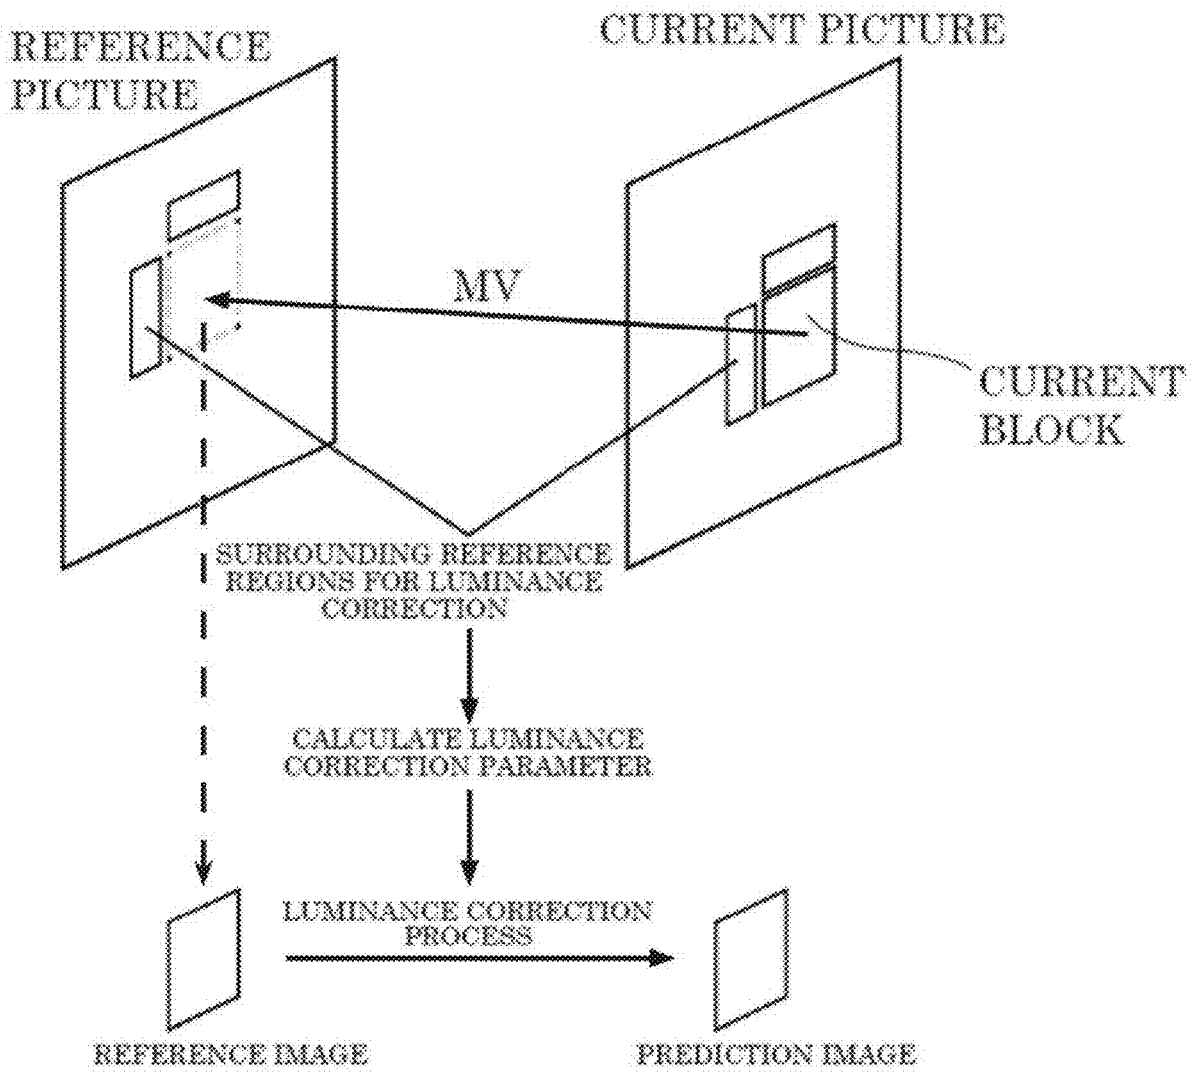 REFERENCE
PICTURE
CURRENT PICTURE
MV
CURRENT
BLOCK
SURROUNDING REFERENCE
REGIONS FOR LUMINANCE
CORRECTION
CALCULATE LUMINANCE
CORRECTION PARAMETER
LUMINANCE CORRECTION
PROCESS
REFERENCE IMAGE
PREDICTION IMAGE